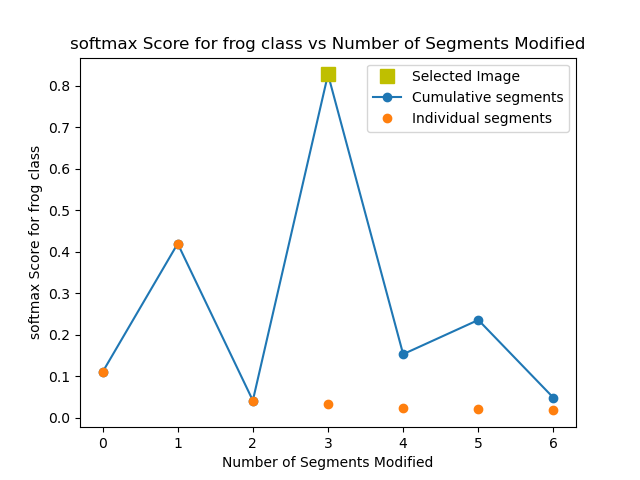 softmax Score for frog class vs Number of Segments Modified
Selected Image
Cumulative segments
Individual segments
softmax Score for frog class
0.8
0.7
0.6
0.5
0.4
0.3
0.2
0.1
0.0
0 1 2 3 4 5 6
Number of Segments Modified